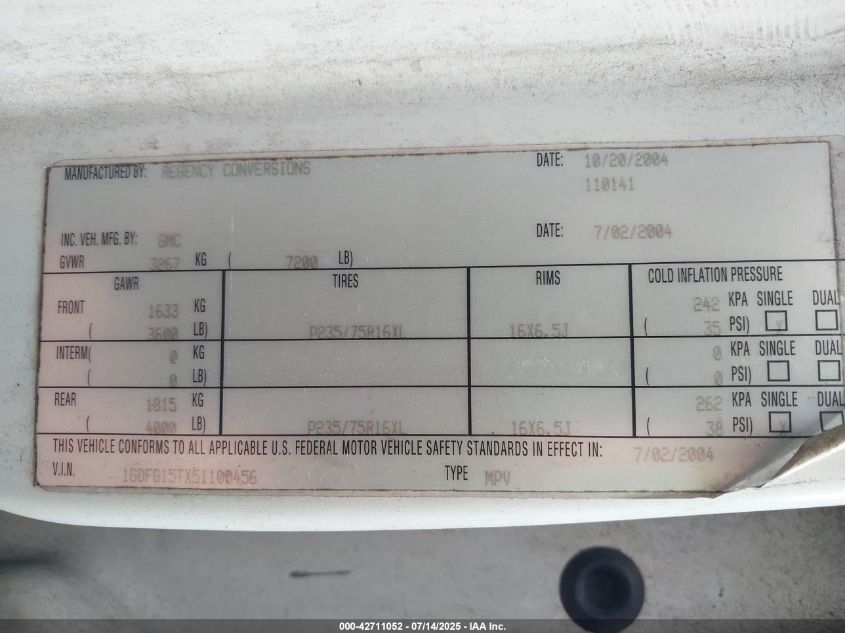 MANUFACTURED BY: REGENCY CONVERSIONS DATE: 10/20/2004
110141
INC. VEH. MFG. BY: GMC DATE: 7/02/2004
GVWR 3267 KG ( 7200 LB)
GAWR TIRES RIMS COLD INFLATION PRESSURE
FRONT 1633 KG 242 KPA SINGLE DUAL
( 3600 LB) P235/75R16XL 16X6.5J ( 35 PSI) X
INTERM( 0 KG 0 KPA SINGLE DUAL
( 0 LB) ( 0 PSI)
REAR 1815 KG 262 KPA SINGLE DUAL
( 4000 LB) P235/75R16XL 16X6.5J ( 38 PSI) X
THIS VEHICLE CONFORMS TO ALL APPLICABLE U.S. FEDERAL MOTOR VEHICLE SAFETY STANDARDS IN EFFECT IN: 7/02/2004
V.I.N. 1GDFG15TX51100456 TYPE MPV
000-42711052 - 07/14/2025 - IAA Inc.